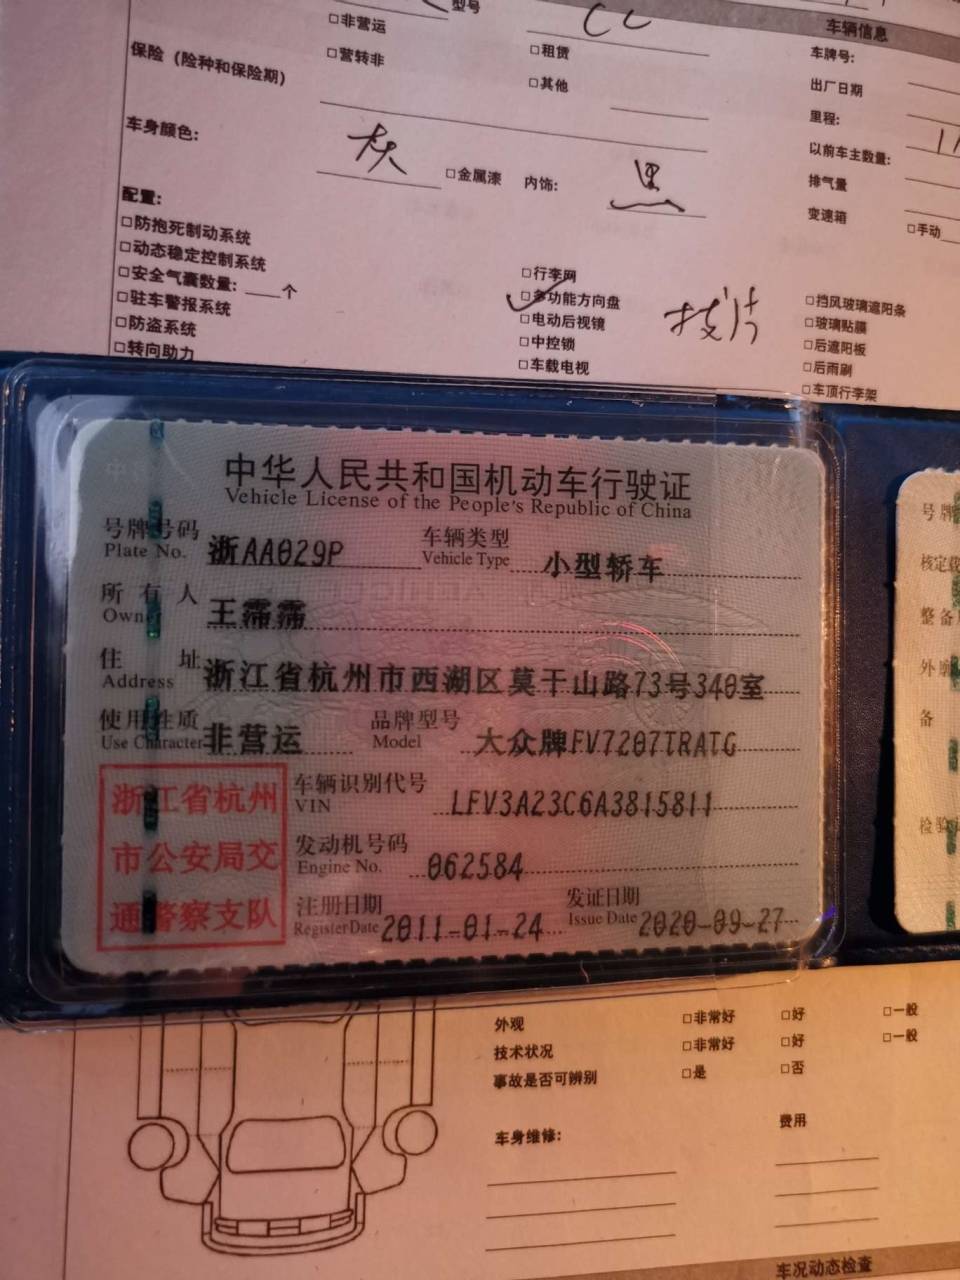 型号 CC
车辆信息
□非营运
□营转非
□租赁
□其他
车牌号:
出厂日期
里程:
以前车主数量:
排气量
变速箱 □手动
保险（险种和保险期）
车身颜色: 灰 □金属漆 内饰: 黑
配置:
□防抱死制动系统
□动态稳定控制系统
□安全气囊数量: 个
□驻车警报系统
□防盗系统
□转向助力
□行李网
□多功能方向盘 拨片
□电动后视镜
□中控锁
□车载电视
□挡风玻璃遮阳条
□玻璃贴膜
□后遮阳板
□后雨刷
□车顶行李架
中华人民共和国机动车行驶证
Vehicle License of the People's Republic of China
号牌号码 浙AA029P 车辆类型 小型轿车
Plate No. Vehicle Type
所有人 王霈霈
Owner
住址 浙江省杭州市西湖区莫干山路73号340室
Address
使用性质 非营运 品牌型号 大众牌FV7207TRATG
Use Character Model
浙江省杭州
市公安局交
通警察支队
车辆识别代号 LFV3A23C6A3815811
VIN
发动机号码 062584
Engine No.
注册日期 2011-01-24 发证日期 2020-09-27
Register Date Issue Date
号牌
核定载
整备
外廓
备
检验
外观 □非常好 □好 □一般
技术状况 □非常好 □好 □一般
事故是否可辨别 □是 □否
车身维修: 费用
车况动态检查